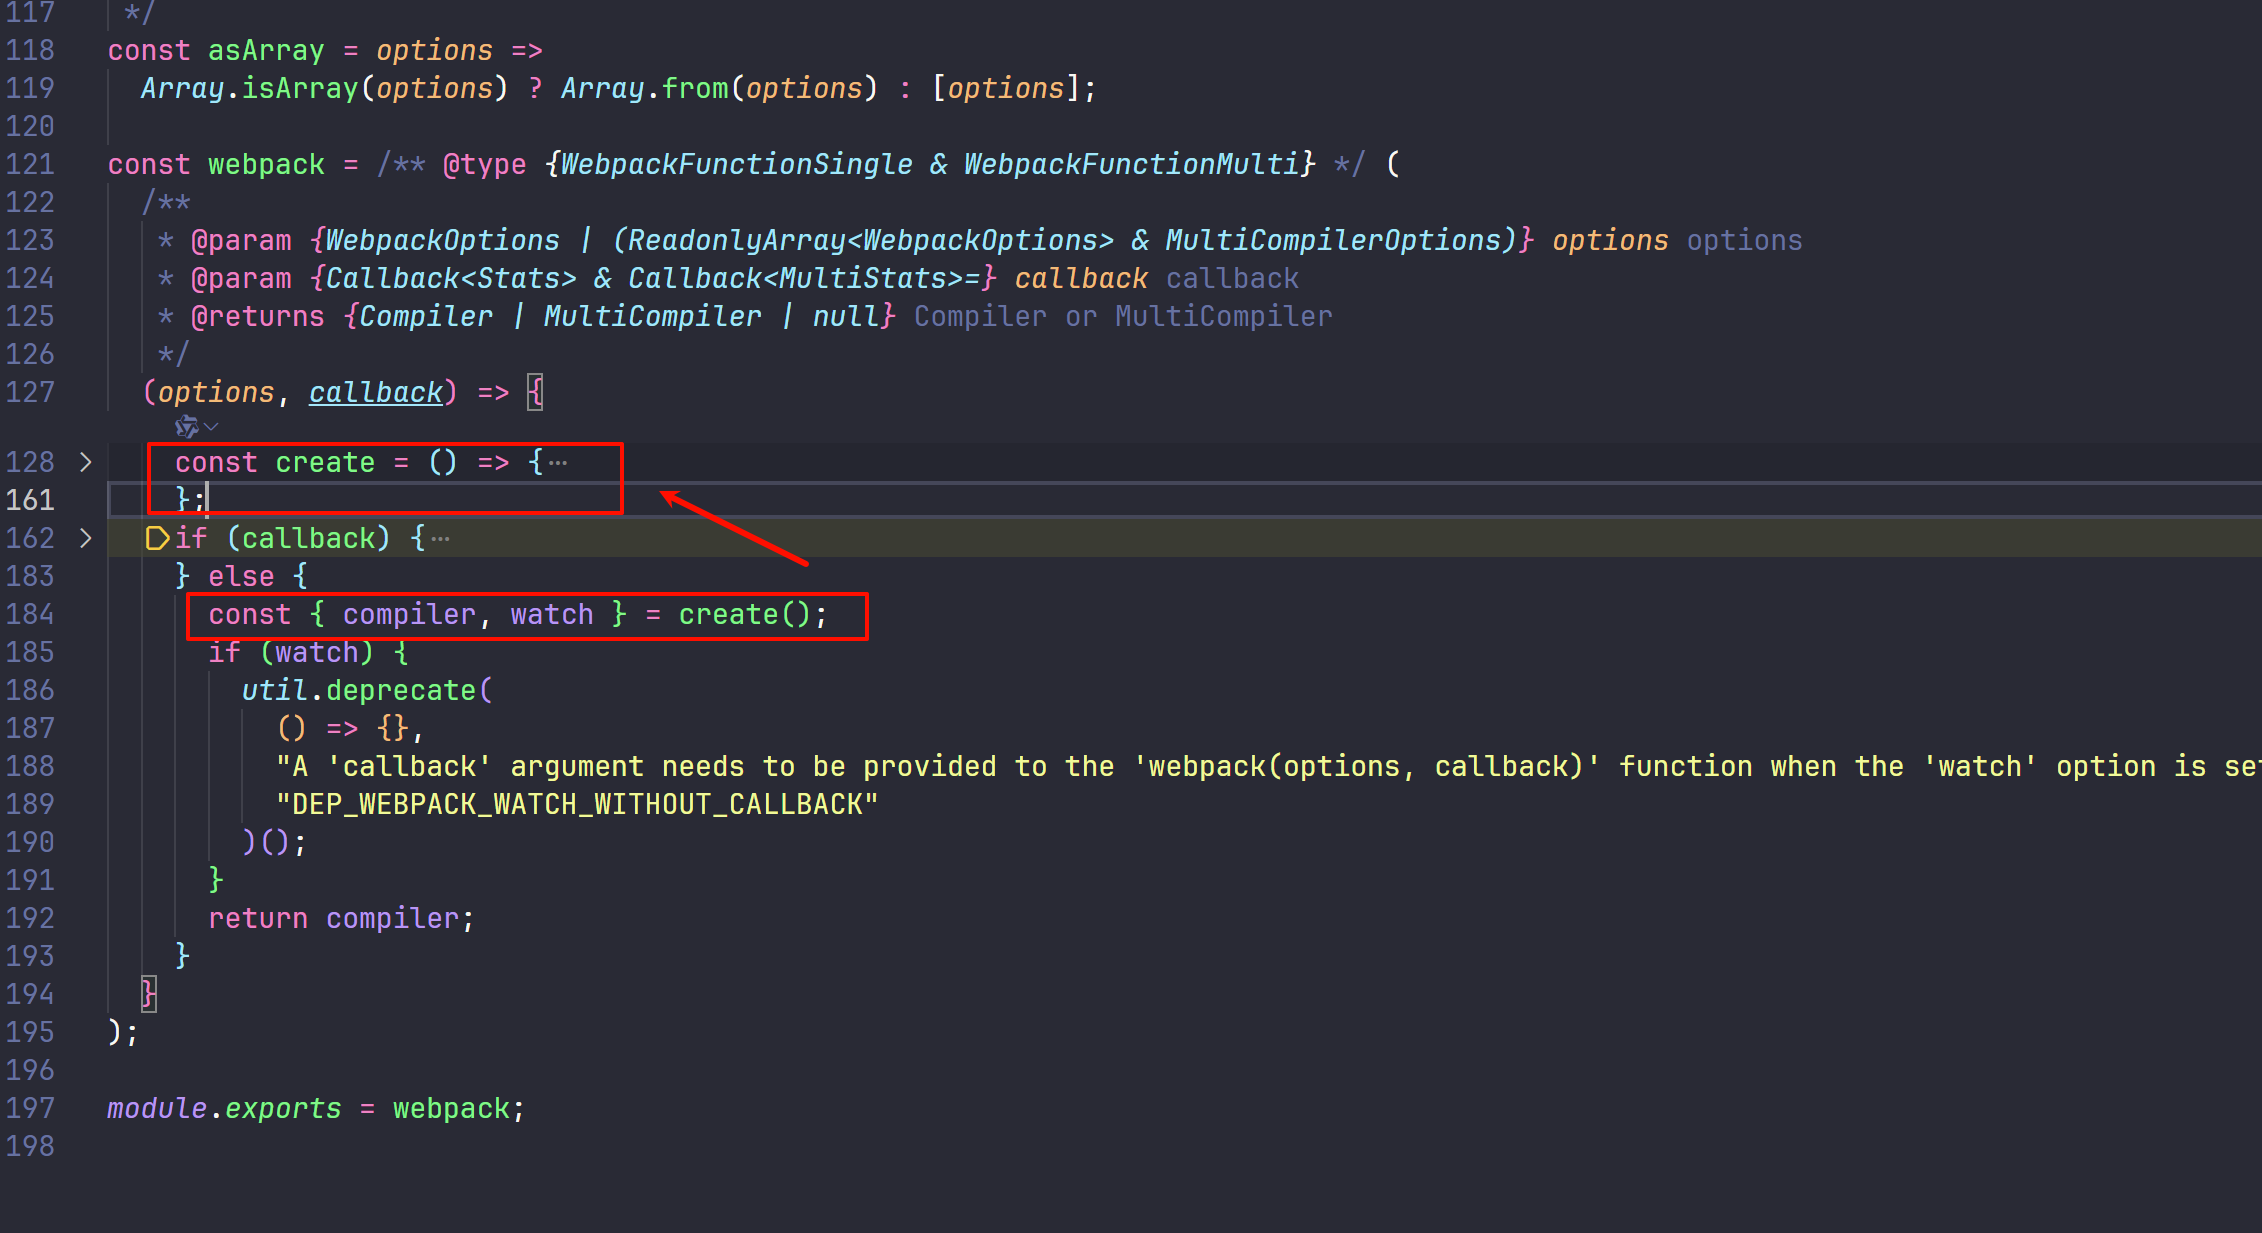 117 */
118 const asArray = options =>
119 Array.isArray(options) ? Array.from(options) : [options];
120
121 const webpack = /** @type {WebpackFunctionSingle & WebpackFunctionMulti} */ (
122 /**
123 * @param {WebpackOptions | (ReadonlyArray<WebpackOptions> & MultiCompilerOptions)} options options
124 * @param {Callback<Stats> & Callback<MultiStats>=} callback callback
125 * @returns {Compiler | MultiCompiler | null} Compiler or MultiCompiler
126 */
127 (options, callback) => {
128 const create = () => {⋯
161 };
162 if (callback) {⋯
183 } else {
184 const { compiler, watch } = create();
185 if (watch) {
186 util.deprecate(
187 () => {},
188 "A 'callback' argument needs to be provided to the 'webpack(options, callback)' function when the 'watch' option is se
189 "DEP_WEBPACK_WATCH_WITHOUT_CALLBACK"
190 )();
191 }
192 return compiler;
193 }
194 }
195 );
196
197 module.exports = webpack;
198